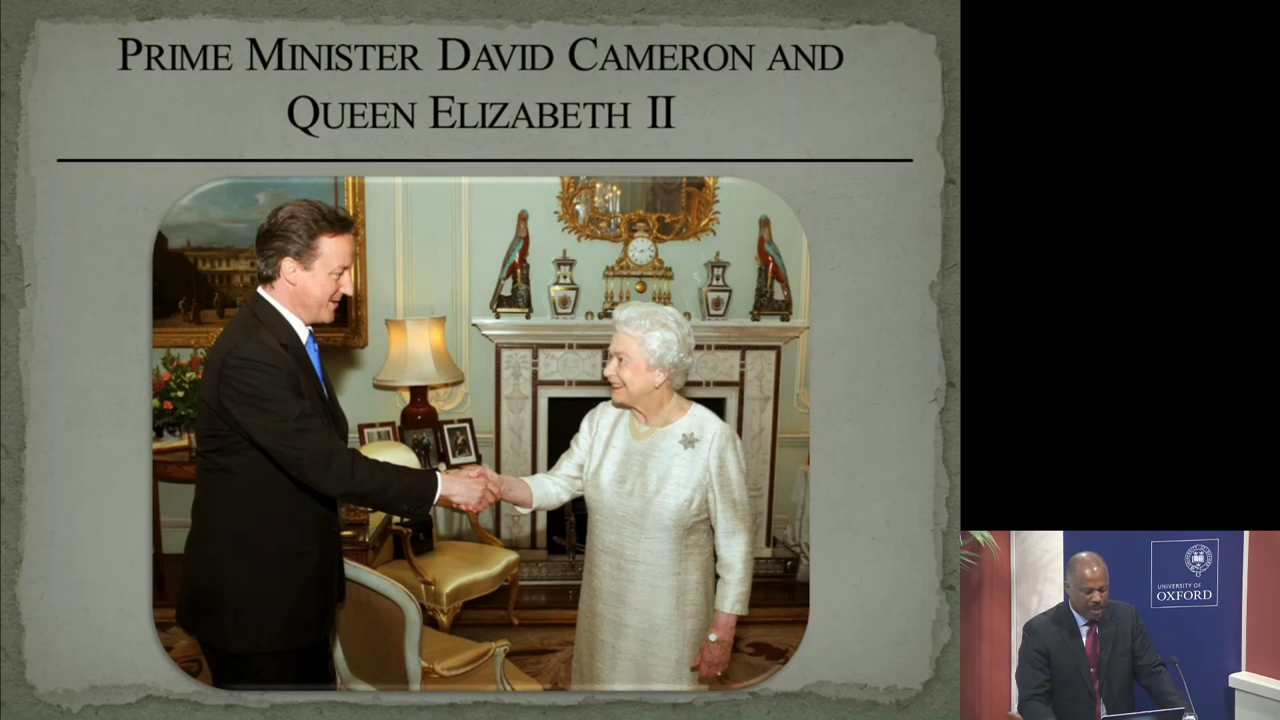 PRIME MINISTER DAVID CAMERON AND
QUEEN ELIZABETH II
UNIVERSITY OF
OXFORD